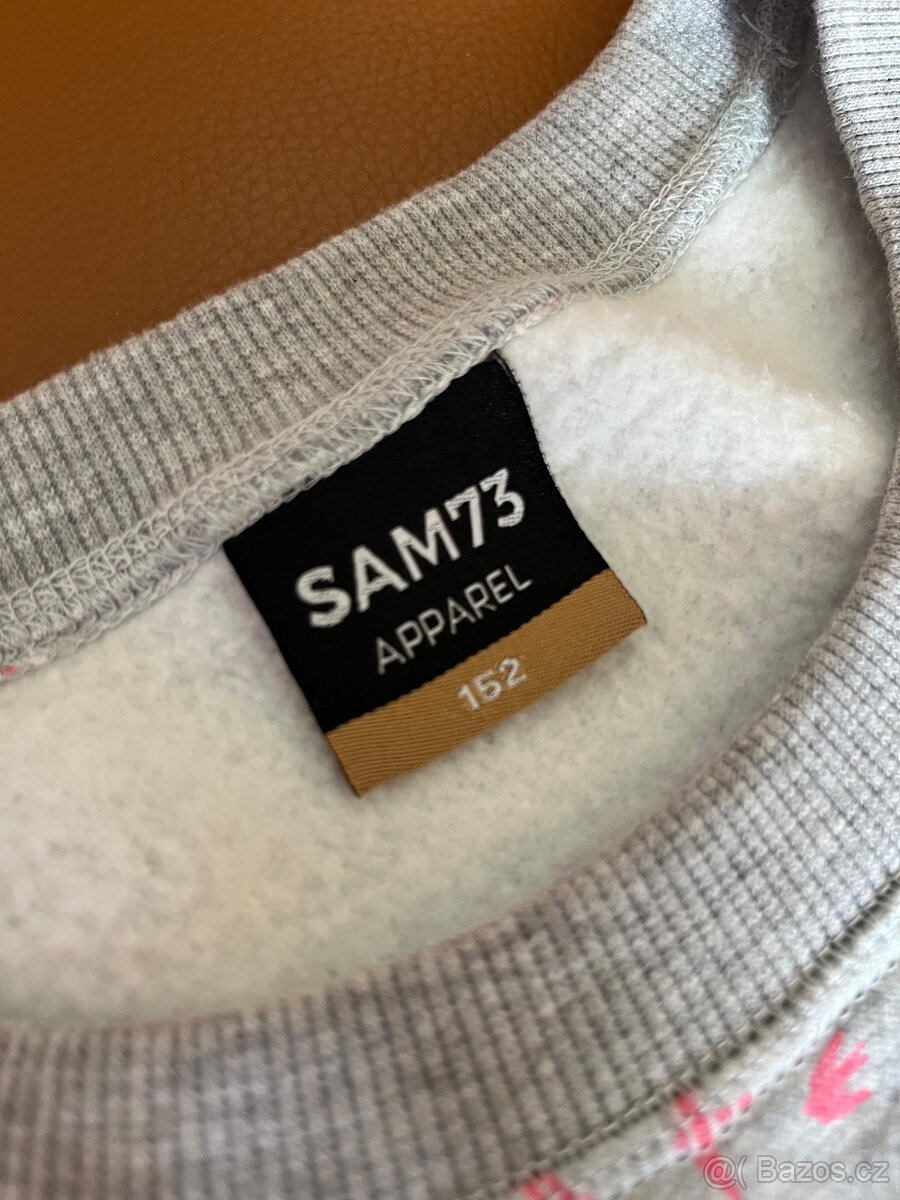 SAM73
APPAREL
152
@( Bazos.cz